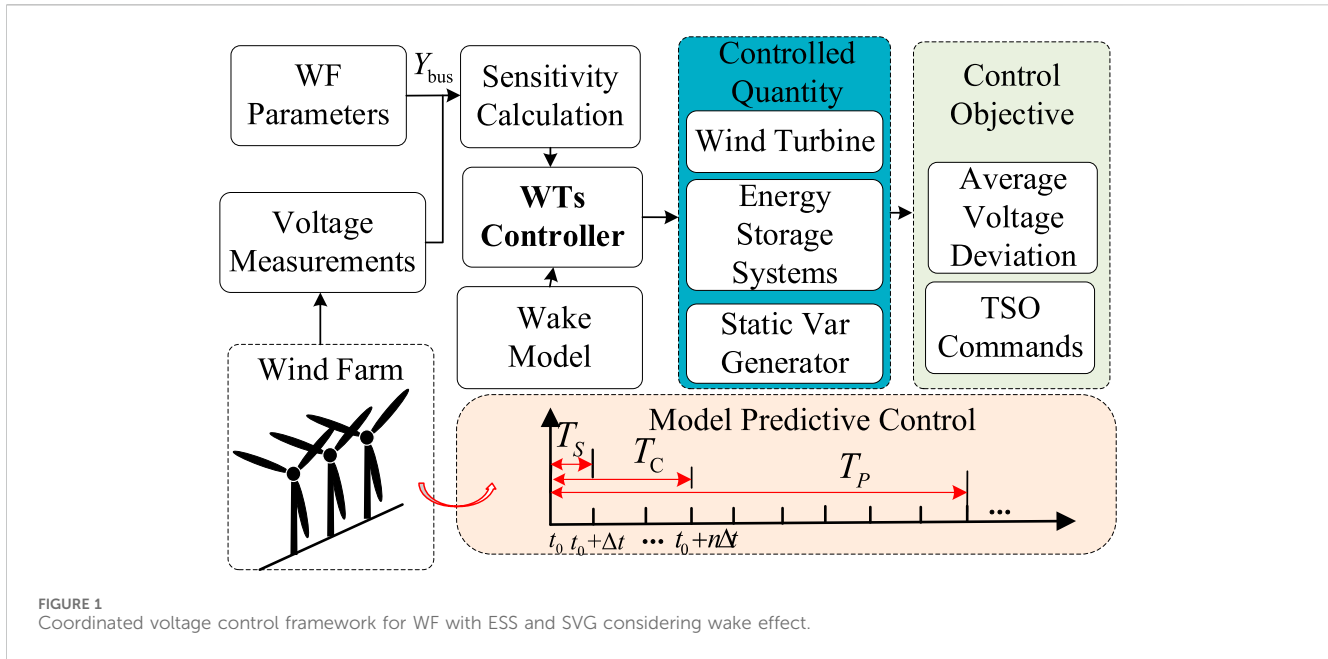 WF
Parameters
Y_bus
Sensitivity
Calculation
Voltage
Measurements
WTs
Controller
Wake
Model
Wind Farm
Controlled
Quantity
Wind Turbine
Energy
Storage
Systems
Static Var
Generator
Control
Objective
Average
Voltage
Deviation
TSO
Commands
Model Predictive Control
T_S
T_C
T_P
...
t_0 t_0+Δt ... t_0+nΔt
FIGURE 1
Coordinated voltage control framework for WF with ESS and SVG considering wake effect.